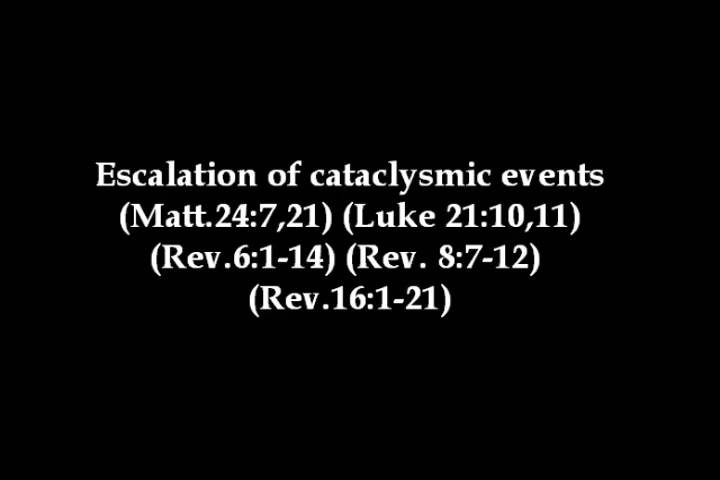 Escalation of cataclysmic events
(Matt.24:7,21) (Luke 21:10,11)
(Rev.6:1-14) (Rev. 8:7-12)
(Rev.16:1-21)